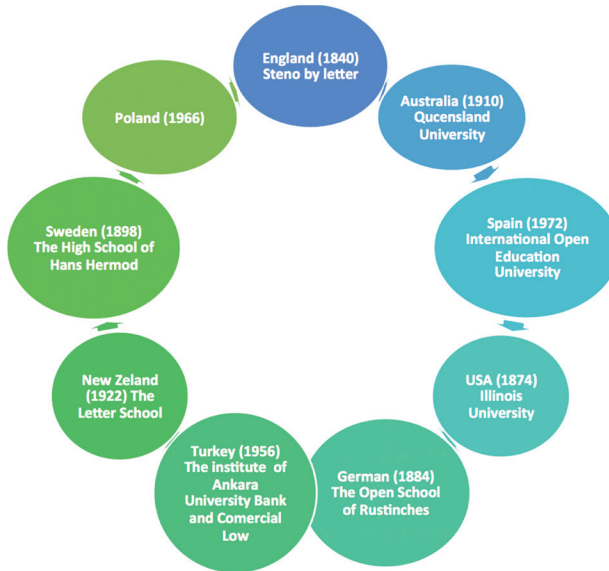 England (1840)
Steno by letter
Australia (1910)
Qucensland
University
Spain (1972)
International Open
Education
University
USA (1874)
Illinois
University
German (1884)
The Open School
of Rustinches
Turkey (1956)
The institute of
Ankara
University Bank
and Comercial
Low
New Zeland
(1922) The
Letter School
Sweden (1898)
The High School of
Hans Hermod
Poland (1966)